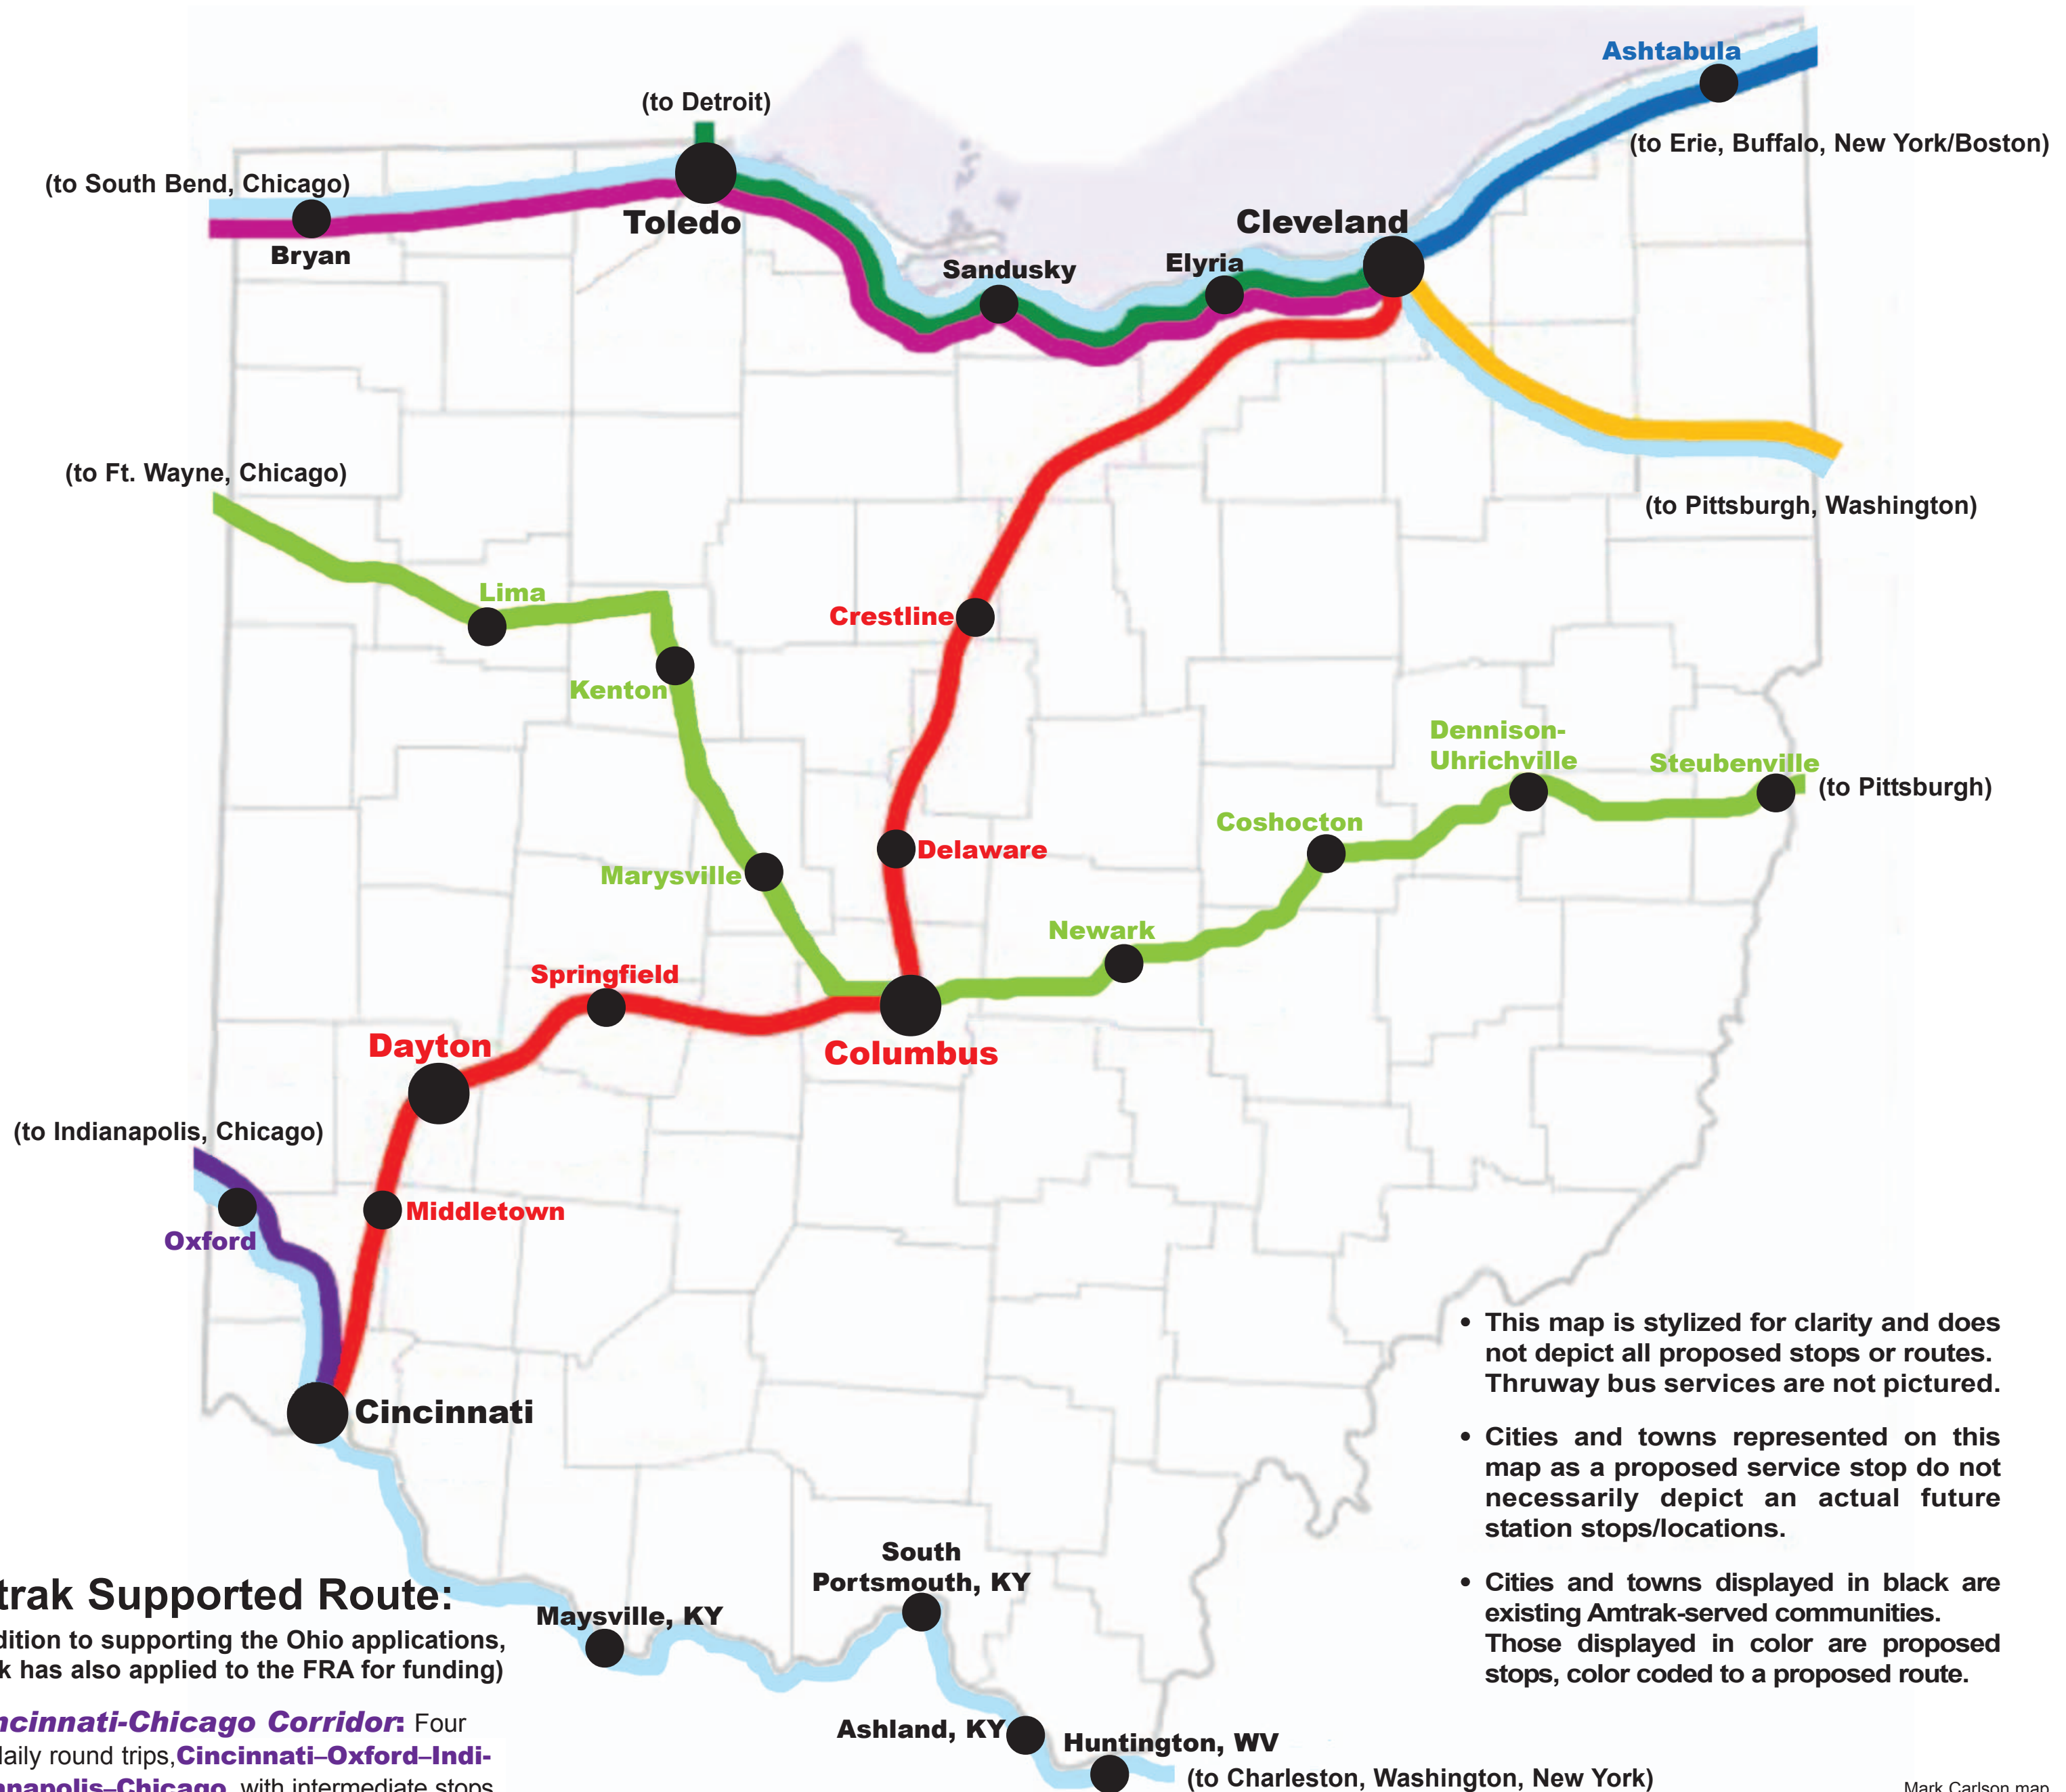 Ashtabula
(to Detroit)
(to Erie, Buffalo, New York/Boston)
(to South Bend, Chicago)
Toledo
Cleveland
Bryan
Sandusky
Elyria
(to Ft. Wayne, Chicago)
(to Pittsburgh, Washington)
Lima
Crestline
Kenton
Dennison-
Uhrichville
Steubenville
(to Pittsburgh)
Coshocton
Delaware
Marysville
Newark
Springfield
Dayton
Columbus
(to Indianapolis, Chicago)
Middletown
Oxford
Cincinnati
• This map is stylized for clarity and does
not depict all proposed stops or routes.
Thruway bus services are not pictured.
• Cities and towns represented on this
map as a proposed service stop do not
necessarily depict an actual future
station stops/locations.
• Cities and towns displayed in black are
existing Amtrak-served communities.
Those displayed in color are proposed
stops, color coded to a proposed route.
South
Portsmouth, KY
Maysville, KY
Ashland, KY
Huntington, WV
(to Charleston, Washington, New York)
trak Supported Route:
dition to supporting the Ohio applications,
k has also applied to the FRA for funding)
ncinnati-Chicago Corridor: Four
daily round trips,Cincinnati–Oxford–Indi-
nnapolis–Chicago, with intermediate stops
Mark Carlson map